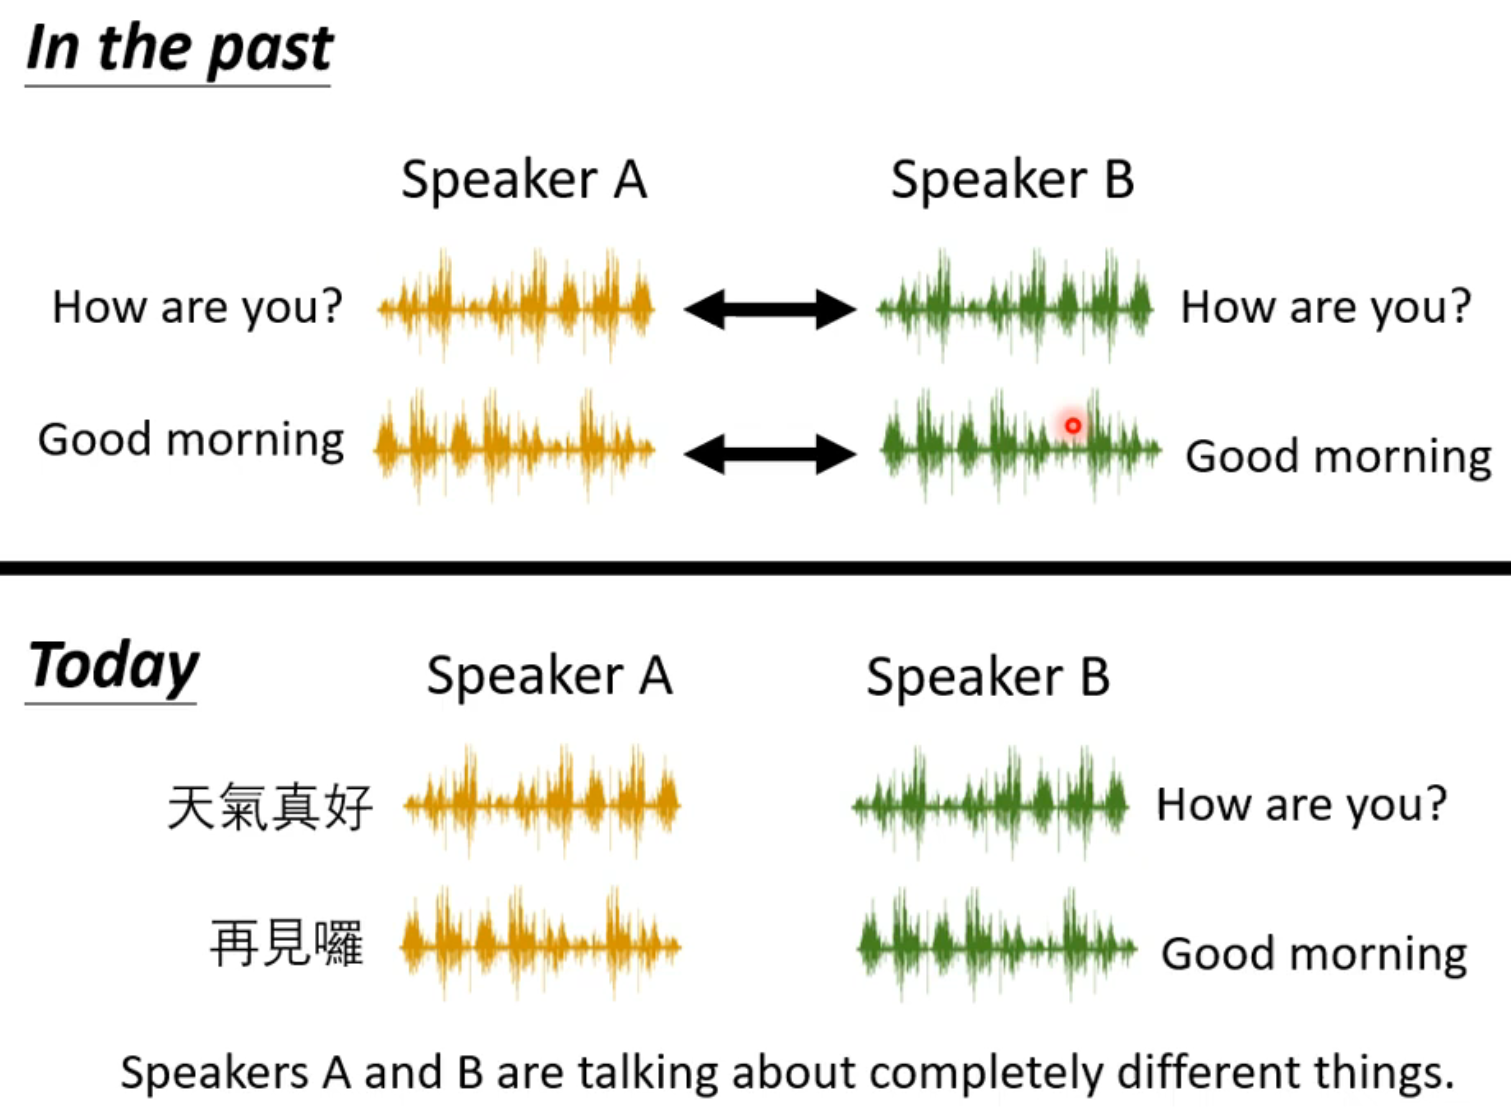 In the past
Speaker A Speaker B
How are you? How are you?
Good morning Good morning
Today
Speaker A Speaker B
天氣真好 How are you?
再見囉 Good morning
Speakers A and B are talking about completely different things.